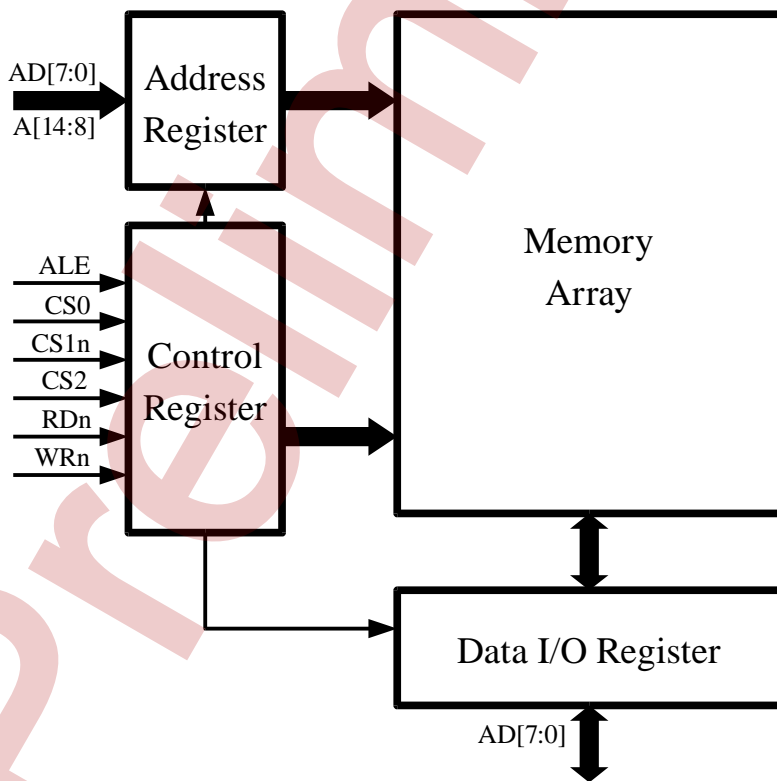 AD[7:0]
A[14:8]
Address
Register
Memory
Array
ALE
CS0
CS1n
CS2
RDn
WRn
Control
Register
Data I/O Register
AD[7:0]
Prelim